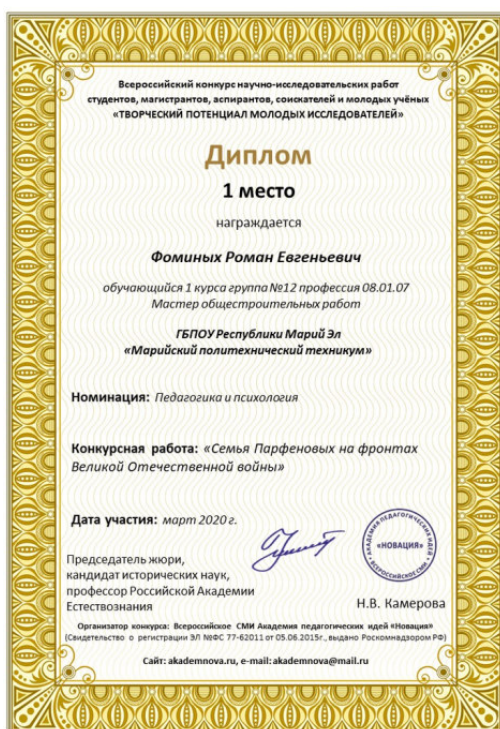 Всероссийский конкурс научно-исследовательских работ
студентов, магистрантов, аспирантов, соискателей и молодых учёных
«ТВОРЧЕСКИЙ ПОТЕНЦИАЛ МОЛОДЫХ ИССЛЕДОВАТЕЛЕЙ»
Диплом
1 место
награждается
Фоминых Роман Евгеньевич
обучающийся 1 курса группа №12 профессия 08.01.07
Мастер общестроительных работ
ГБПОУ Республики Марий Эл
«Марийский политехнический техникум»
Номинация: Педагогика и психология
Конкурсная работа: «Семья Парфеновых на фронтах
Великой Отечественной войны»
Дата участия: март 2020 г.
Председатель жюри,
кандидат исторических наук,
профессор Российской Академии
Естествознания
АКАДЕМИЯ ПЕДАГОГИЧЕСКИХ ИДЕЙ
«НОВАЦИЯ»
ВСЕРОССИЙСКОЕ СМИ
Н.В. Камерова
Организатор конкурса: Всероссийское СМИ Академия педагогических идей «Новация»
(Свидетельство о регистрации ЭЛ №ФС 77-62011 от 05.06.2015г., выдано Роскомнадзором РФ)
Сайт: akademnova.ru, e-mail: akademnova@mail.ru